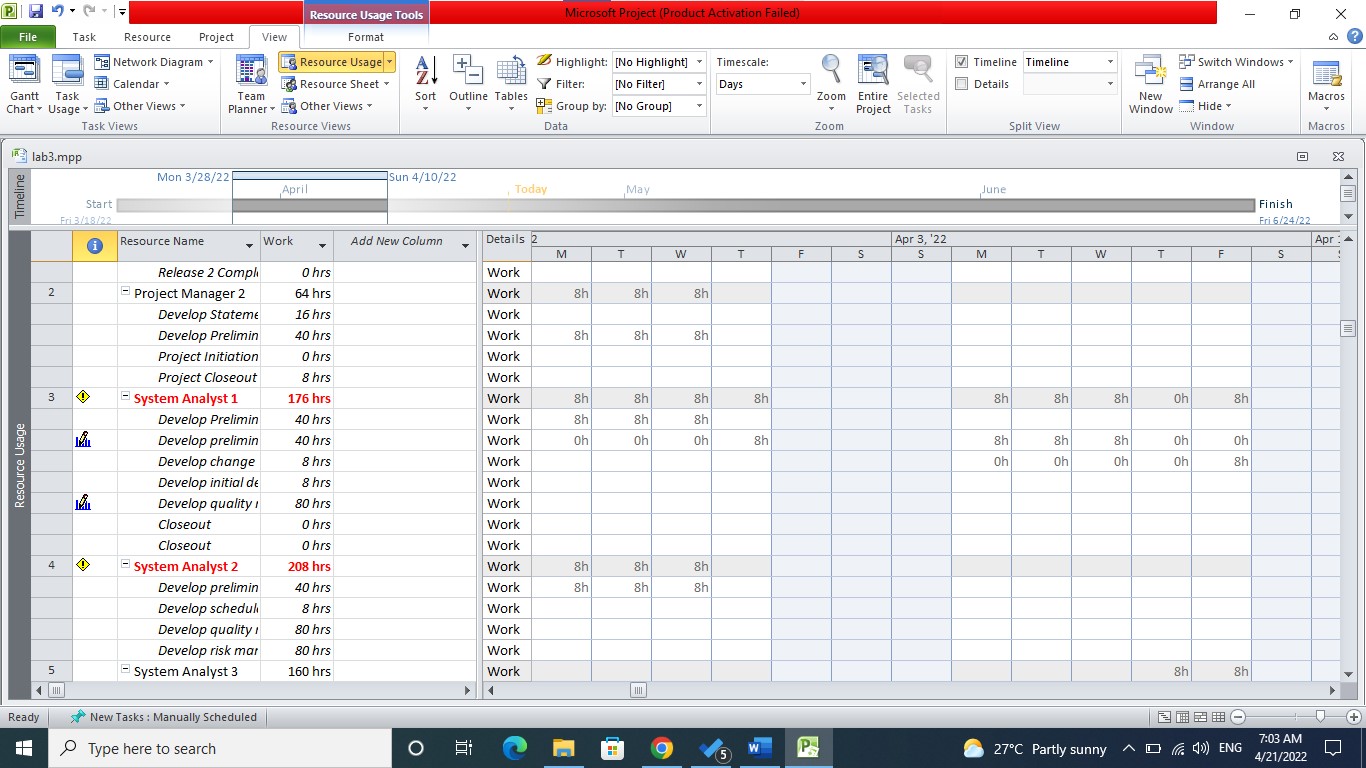 Resource Usage Tools
Microsoft Project (Product Activation Failed)
File Task Resource Project View Format
Network Diagram Resource Usage Highlight: [No Highlight] Timescale: Timeline Timeline Switch Windows
Calendar Resource Sheet Filter: [No Filter] Days Details Arrange All
Other Views Other Views Group by: [No Group] Hide
Gantt Chart Task Usage Team Planner Sort Outline Tables Zoom Entire Project Selected Tasks New Window Macros
Task Views Resource Views Data Zoom Split View Window Macros
lab3.mpp
Timeline
Mon 3/28/22 Sun 4/10/22
April Today May June
Start Finish
Fri 3/18/22 Fri 6/24/22
Resource Usage
Resource Name Work Add New Column Details 2 Apr 3, '22 Apr 1
M T W T F S S M T W T F S S
Release 2 Compl 0 hrs Work
2 Project Manager 2 64 hrs Work 8h 8h 8h
Develop Stateme 16 hrs Work
Develop Prelimin 40 hrs Work 8h 8h 8h
Project Initiation 0 hrs Work
Project Closeout 8 hrs Work
3 System Analyst 1 176 hrs Work 8h 8h 8h 8h 8h 8h 8h 0h 8h
Develop Prelimin 40 hrs Work 8h 8h 8h
Develop prelimin 40 hrs Work 0h 0h 0h 8h 8h 8h 8h 0h 0h
Develop change 8 hrs Work 0h 0h 0h 0h 8h
Develop initial de 8 hrs Work
Develop quality r 80 hrs Work
Closeout 0 hrs Work
Closeout 0 hrs Work
4 System Analyst 2 208 hrs Work 8h 8h 8h
Develop prelimin 40 hrs Work 8h 8h 8h
Develop schedul 8 hrs Work
Develop quality r 80 hrs Work
Develop risk mar 80 hrs Work
5 System Analyst 3 160 hrs Work 8h 8h
Ready New Tasks : Manually Scheduled
Type here to search
5
27°C Partly sunny ENG 7:03 AM
4/21/2022